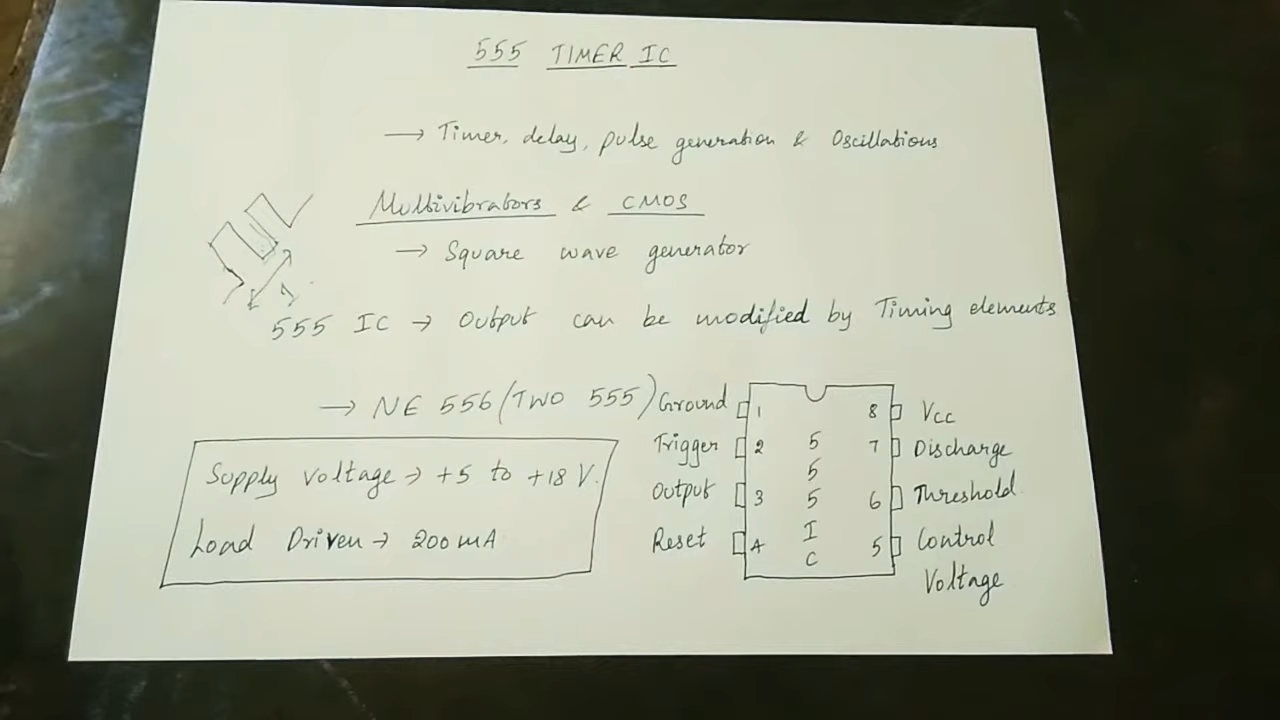 555 TIMER IC
→ Timer, delay, pulse generation & Oscillations
Multivibrators & CMOS
→ Square wave generator
555 IC → Output can be modified by Timing elements
→ NE 556 (TWO 555)
Supply voltage → +5 to +18 V.
Load Driven → 200 mA
Ground 1 8 Vcc
Trigger 2 5 7 Discharge
5
Output 3 5 6 Threshold
Reset 4 I 5 Control
C
Voltage